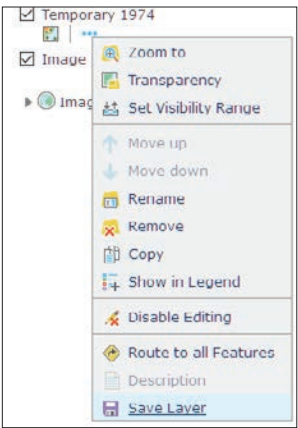 Temporary 1974
Image
Imag
Zoom to
Transparency
Set Visibility Range
Move up
Move down
Rename
Remove
Copy
Show in Legend
Disable Editing
Route to all Features
Description
Save Layer